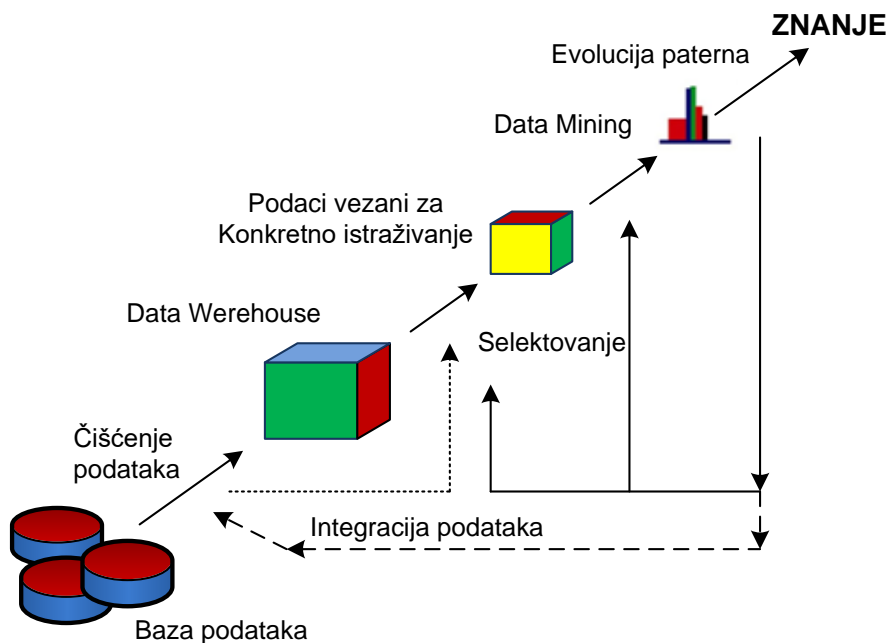 ZNANJE
Evolucija paterna
Data Mining
Podaci vezani za
Konkretno istraživanje
Data Werehouse
Selektovanje
Čišćenje
podataka
Integracija podataka
Baza podataka